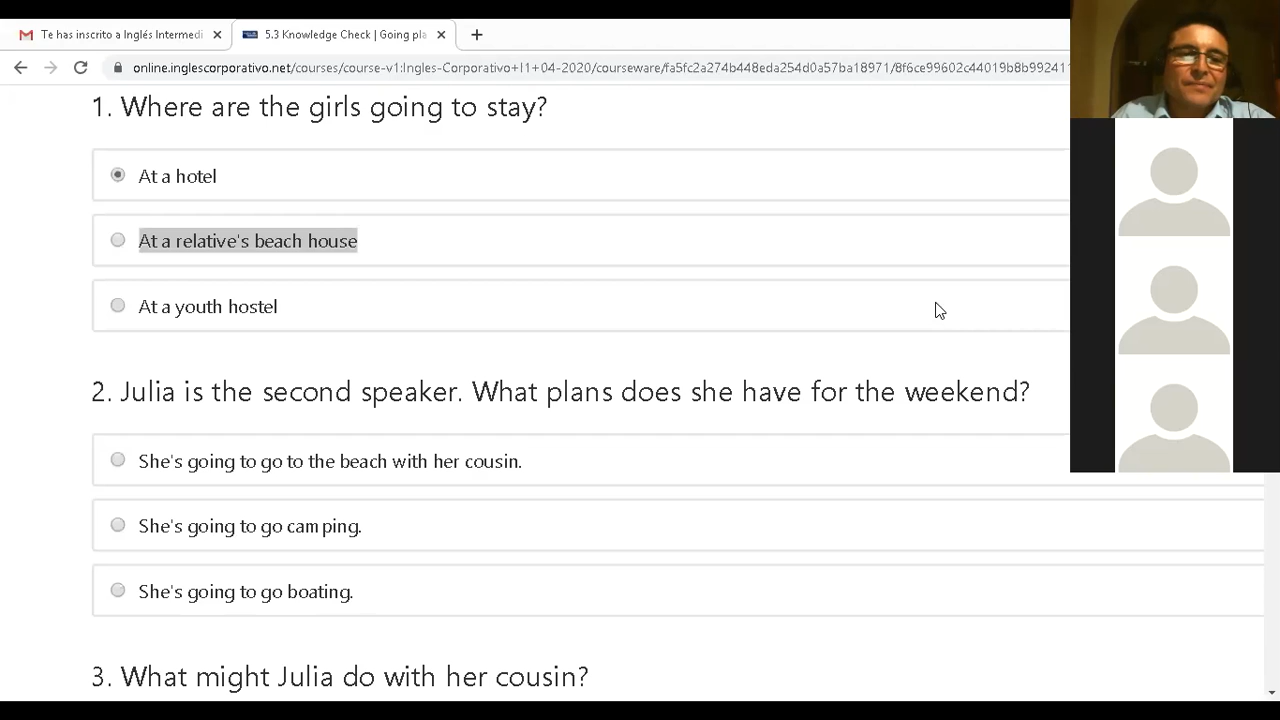 Te has inscrito a Inglés Intermedi
5.3 Knowledge Check | Going pla
online.inglescorporativo.net/courses/course-v1:Ingles-Corporativo+I1+04-2020/courseware/fa5fc2a274b448eda254d0a57ba18971/8f6ce99602c44019b8b992411
1. Where are the girls going to stay?
At a hotel
At a relative's beach house
At a youth hostel
2. Julia is the second speaker. What plans does she have for the weekend?
She's going to go to the beach with her cousin.
She's going to go camping.
She's going to go boating.
3. What might Julia do with her cousin?